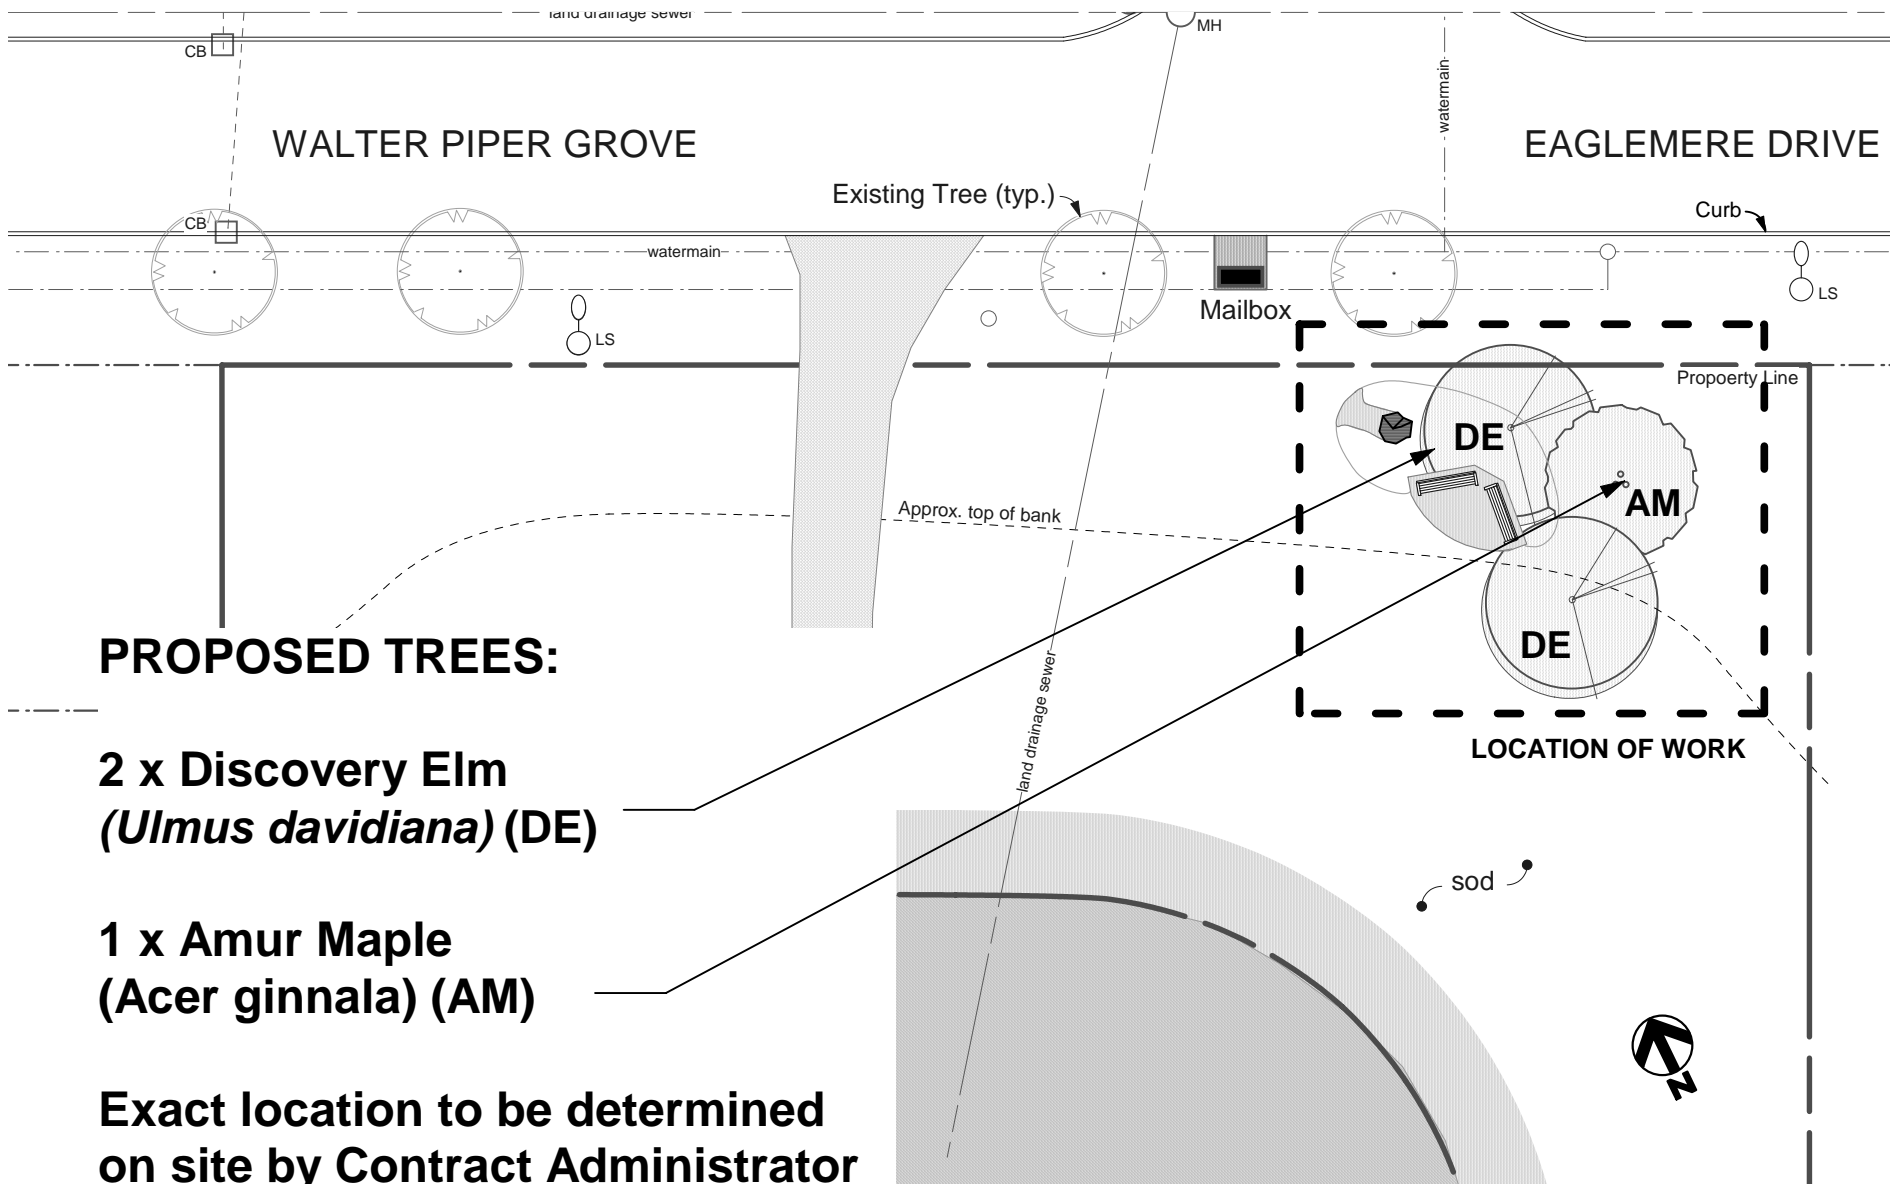 land drainage sewer
MH
CB
watermain
WALTER PIPER GROVE
EAGLEMERE DRIVE
Existing Tree (typ.)
Curb
CB
watermain
LS
Mailbox
LS
Propoerty Line
DE
AM
Approx. top of bank
DE
land drainage sewer
LOCATION OF WORK
PROPOSED TREES:
2 x Discovery Elm
(Ulmus davidiana) (DE)
sod
1 x Amur Maple
(Acer ginnala) (AM)
N
Exact location to be determined
on site by Contract Administrator